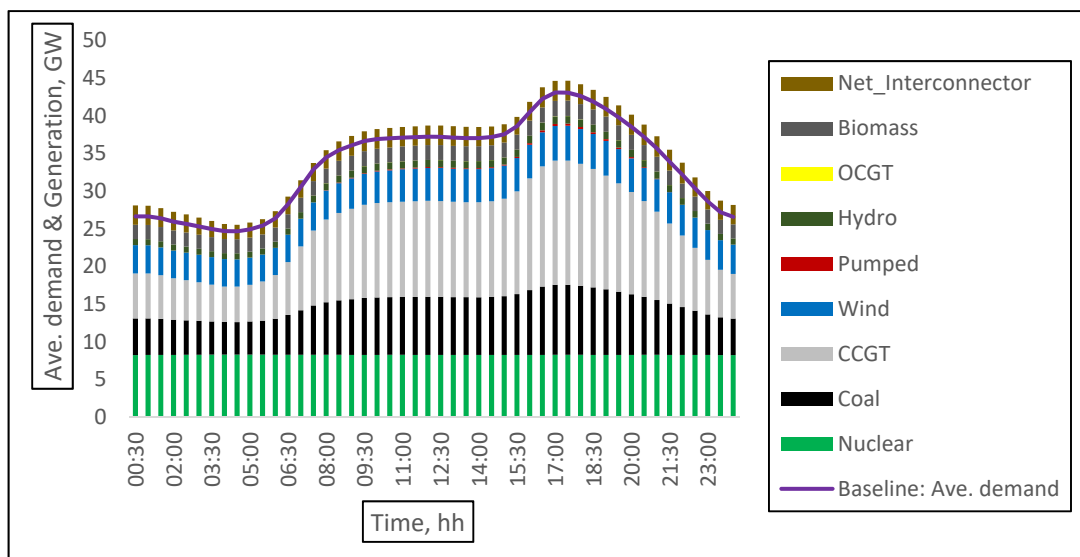 Ave. demand & Generation, GW
50
45
40
35
30
25
20
15
10
5
0
00:30
02:00
03:30
05:00
06:30
08:00
09:30
11:00
12:30
14:00
15:30
17:00
18:30
20:00
21:30
23:00
Time, hh
Net_Interconnector
Biomass
OCGT
Hydro
Pumped
Wind
CCGT
Coal
Nuclear
Baseline: Ave. demand